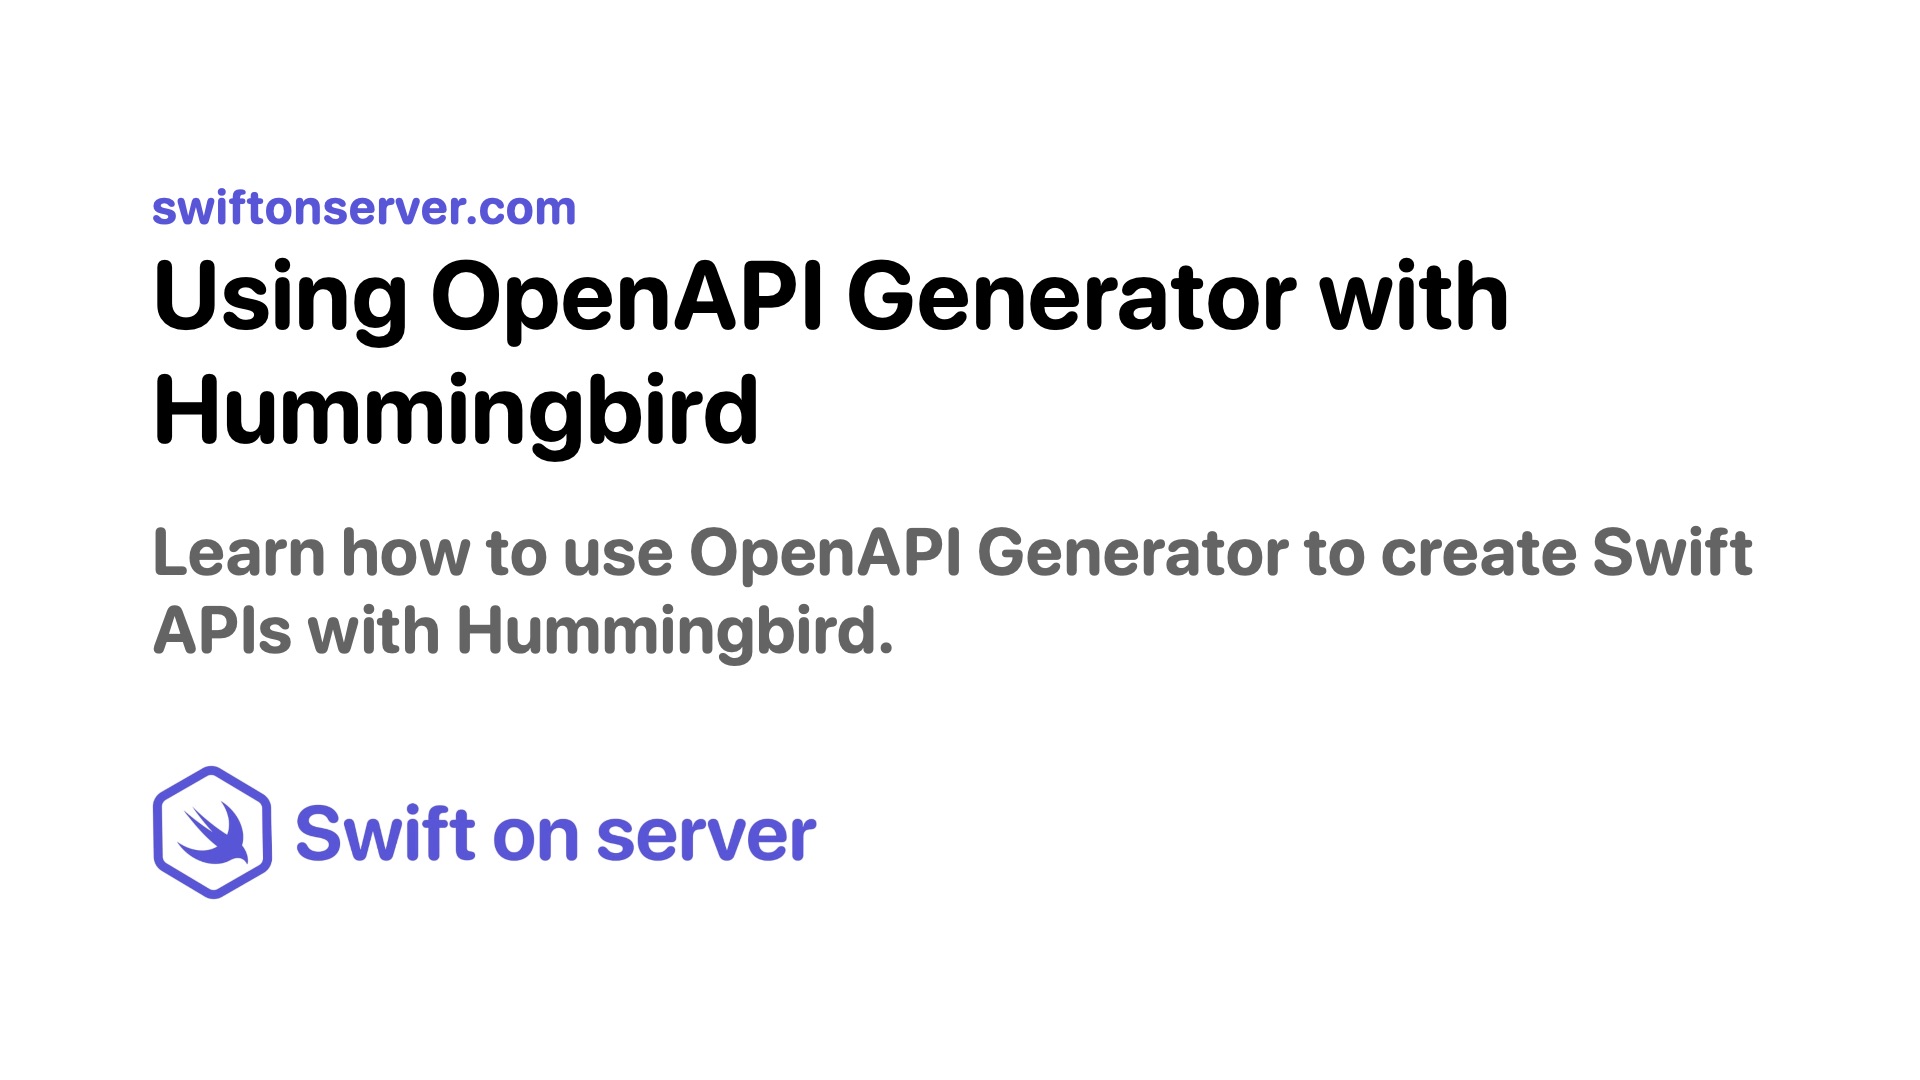 swiftonserver.com
Using OpenAPI Generator with
Hummingbird
Learn how to use OpenAPI Generator to create Swift
APIs with Hummingbird.
Swift on server